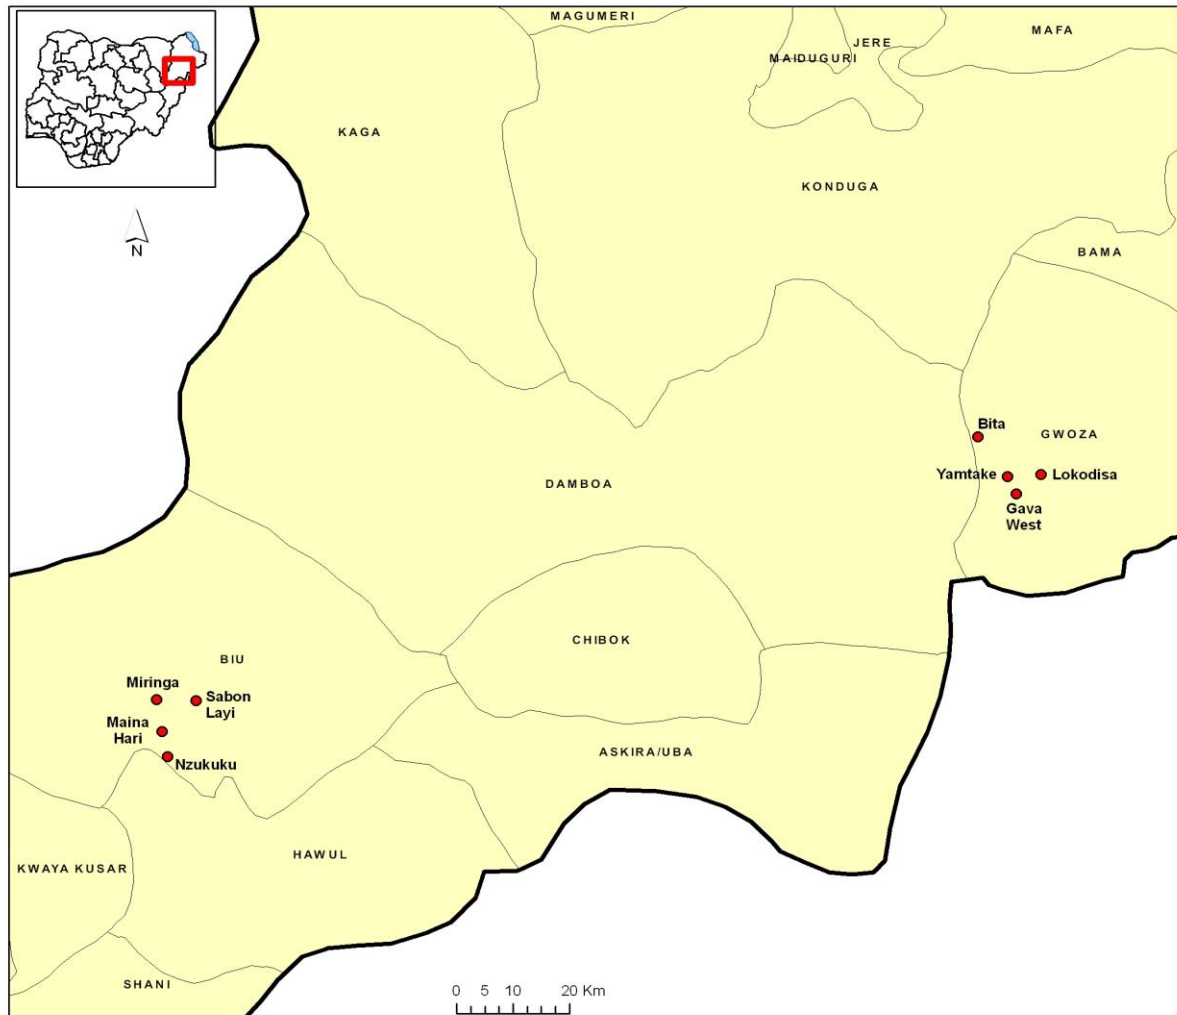 MAGUMERI
MAFA
JERE
MAIDUGURI
KAGA
KONDUGA
N
BAMA
Bita
GWOZA
Yamtake
Lokodisa
Gava
West
DAMBOA
CHIBOK
BIU
Miringa
Sabon
Layi
Maina
Hari
Nzukuku
ASKIRA/UBA
HAWUL
KWAYA KUSAR
SHANI
0 5 10 20 Km